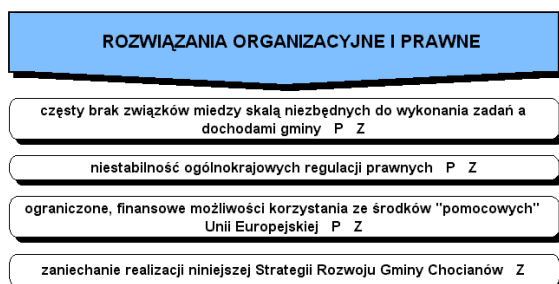 ROZWIĄZANIA ORGANIZACYJNE I PRAWNE
częsty brak związków miedzy skalą niezbędnych do wykonania zadań a
dochodami gminy P Z
niestabilność ogólnokrajowych regulacji prawnych P Z
ograniczone, finansowe możliwości korzystania ze środków "pomocowych"
Unii Europejskiej P Z
zaniechanie realizacji niniejszej Strategii Rozwoju Gminy Chocianów Z